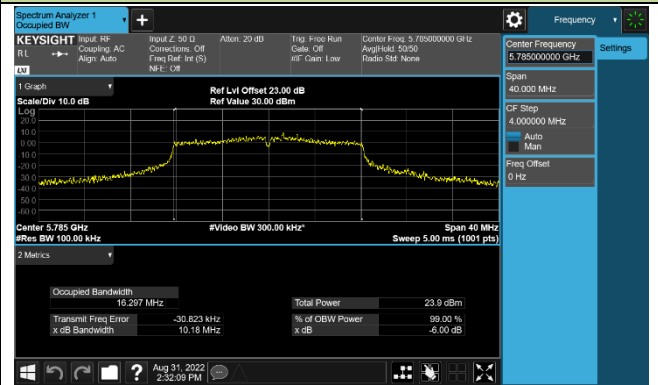 Spectrum Analyzer 1
Occupied BW
Frequency
KEYSIGHT
RL
LXI
Input: RF
Coupling: AC
Align: Auto
Input Z: 50 Ω
Corrections: Off
Freq Ref: Int (S)
NFE: Off
Atten: 20 dB
Trig: Free Run
Gate: Off
#IF Gain: Low
Center Freq: 5.785000000 GHz
Avg|Hold: 50/50
Radio Std: None
Center Frequency
5.785000000 GHz
Settings
Span
40.000 MHz
CF Step
4.000000 MHz
Auto
Man
Freq Offset
0 Hz
1 Graph
Scale/Div 10.0 dB
Ref Lvl Offset 23.00 dB
Ref Value 30.00 dBm
Log
20.0
10.0
0.00
-10.0
-20.0
-30.0
-40.0
-50.0
-60.0
Center 5.785 GHz
#Video BW 300.00 kHz*
Span 40 MHz
#Res BW 100.00 kHz
Sweep 5.00 ms (1001 pts)
2 Metrics
Occupied Bandwidth
16.297 MHz
Total Power
23.9 dBm
Transmit Freq Error
-30.823 kHz
% of OBW Power
99.00 %
x dB Bandwidth
10.18 MHz
x dB
-6.00 dB
?
Aug 31, 2022
2:32:09 PM